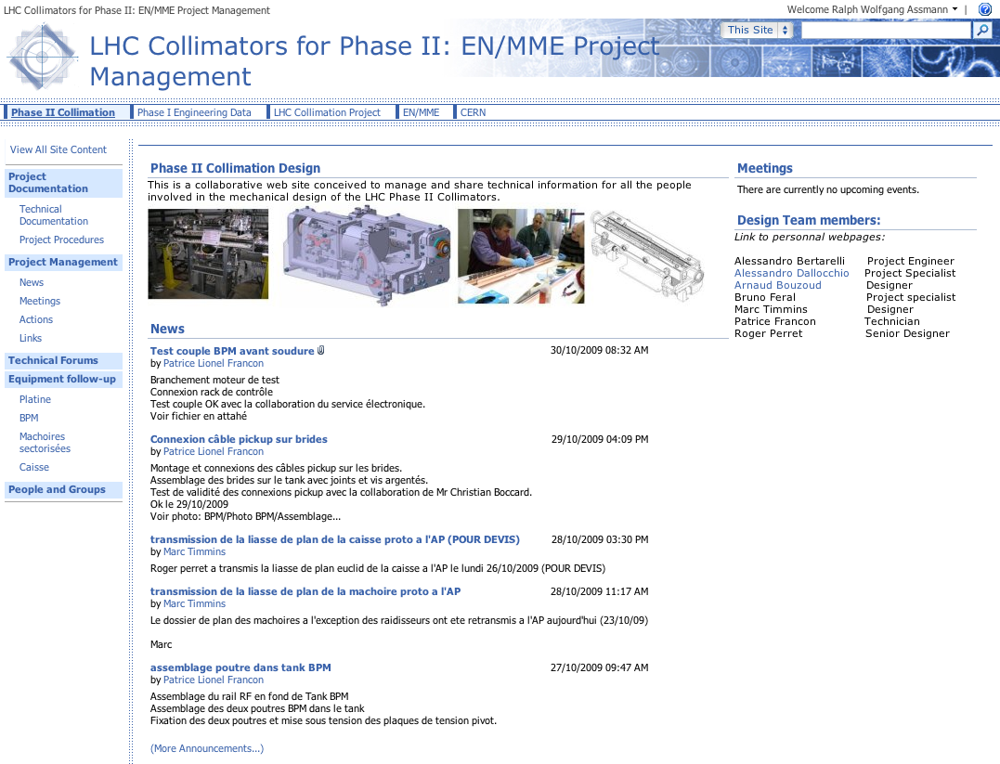 LHC Collimators for Phase II: EN/MME Project Management
Welcome Ralph Wolfgang Assmann
|
LHC Collimators for Phase II: EN/MME Project
Management
This Site
Phase II Collimation
Phase I Engineering Data
LHC Collimation Project
EN/MME
CERN
View All Site Content
Project
Documentation
Technical
Documentation
Project Procedures
Project Management
News
Meetings
Actions
Links
Technical Forums
Equipment follow-up
Platine
BPM
Machoires
sectorisées
Caisse
People and Groups
Phase II Collimation Design
This is a collaborative web site conceived to manage and share technical information for all the people
involved in the mechanical design of the LHC Phase II Collimators.
News
Test couple BPM avant soudure 30/10/2009 08:32 AM
by Patrice Lionel Francon
Branchement moteur de test
Connexion rack de contrôle
Test couple OK avec la collaboration du service électronique.
Voir fichier en attahé
Connexion câble pickup sur brides 29/10/2009 04:09 PM
by Patrice Lionel Francon
Montage et connexions des câbles pickup sur les brides.
Assemblage des brides sur le tank avec joints et vis argentés.
Test de validité des connexions pickup avec la collaboration de Mr Christian Boccard.
Ok le 29/10/2009
Voir photo: BPM/Photo BPM/Assemblage...
transmission de la liasse de plan de la caisse proto a l'AP (POUR DEVIS) 28/10/2009 03:30 PM
by Marc Timmins
Roger perret a transmis la liasse de plan euclid de la caisse a l'AP le lundi 26/10/2009 (POUR DEVIS)
transmission de la liasse de plan de la machoire proto a l'AP 28/10/2009 11:17 AM
by Marc Timmins
Le dossier de plan des machoires a l'exception des raidisseurs ont ete retransmis a l'AP aujourd'hui (23/10/09)
Marc
assemblage poutre dans tank BPM 27/10/2009 09:47 AM
by Patrice Lionel Francon
Assemblage du rail RF en fond de Tank BPM
Assemblage des deux poutres BPM dans le tank
Fixation des deux poutres et mise sous tension des plaques de tension pivot.
(More Announcements...)
Meetings
There are currently no upcoming events.
Design Team members:
Link to personnal webpages:
Alessandro Bertarelli Project Engineer
Alessandro Dallocchio Project Specialist
Arnaud Bouzoud Designer
Bruno Feral Project specialist
Marc Timmins Designer
Patrice Francon Technician
Roger Perret Senior Designer